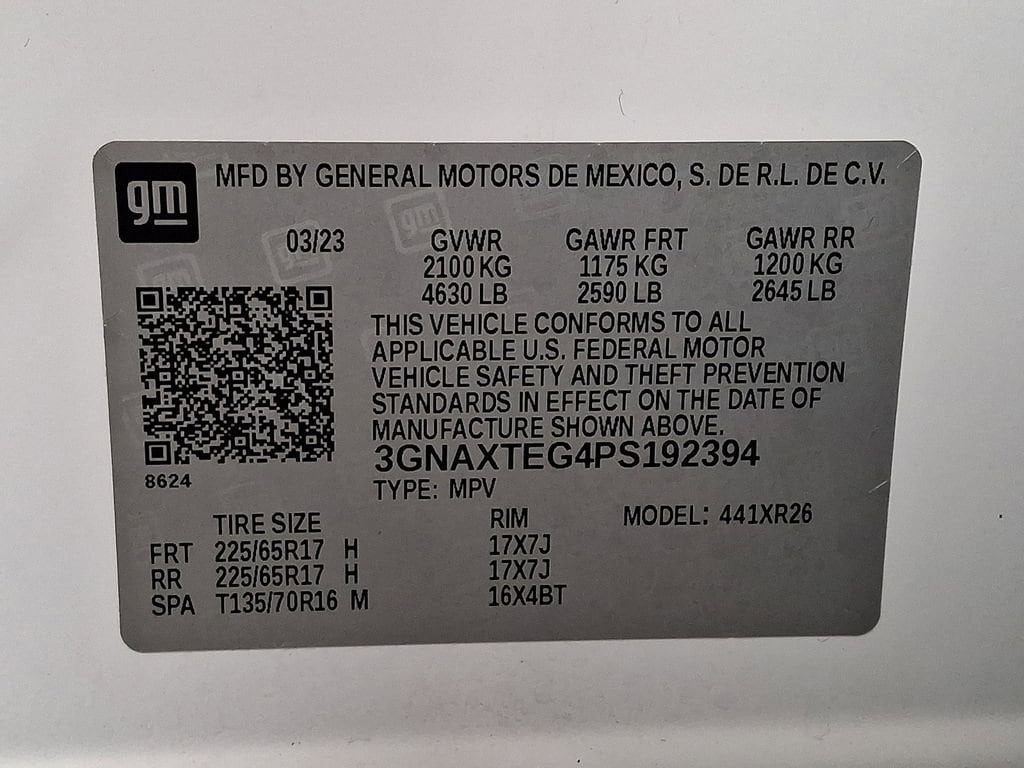 gm
MFD BY GENERAL MOTORS DE MEXICO, S. DE R.L. DE C.V.
03/23 GVWR GAWR FRT GAWR RR
2100 KG 1175 KG 1200 KG
4630 LB 2590 LB 2645 LB
THIS VEHICLE CONFORMS TO ALL
APPLICABLE U.S. FEDERAL MOTOR
VEHICLE SAFETY AND THEFT PREVENTION
STANDARDS IN EFFECT ON THE DATE OF
MANUFACTURE SHOWN ABOVE.
3GNAXTEG4PS192394
8624
TYPE: MPV
TIRE SIZE RIM MODEL: 441XR26
FRT 225/65R17 H 17X7J
RR 225/65R17 H 17X7J
SPA T135/70R16 M 16X4BT